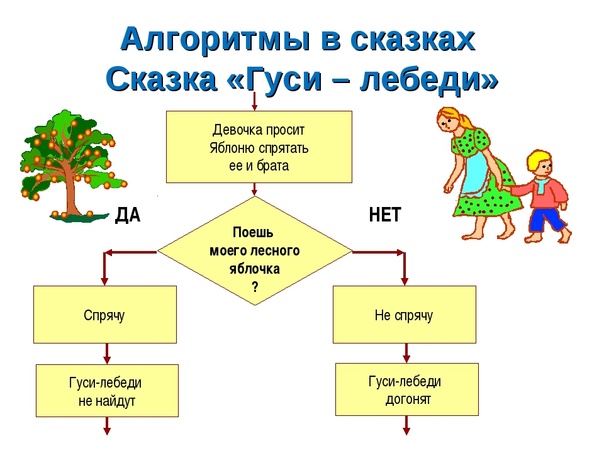 Алгоритмы в сказках
Сказка «Гуси – лебеди»
Девочка просит
Яблоню спрятать
ее и брата
ДА
НЕТ
Поешь
моего лесного
яблочка
?
Спрячу
Не спрячу
Гуси-лебеди
не найдут
Гуси-лебеди
догонят